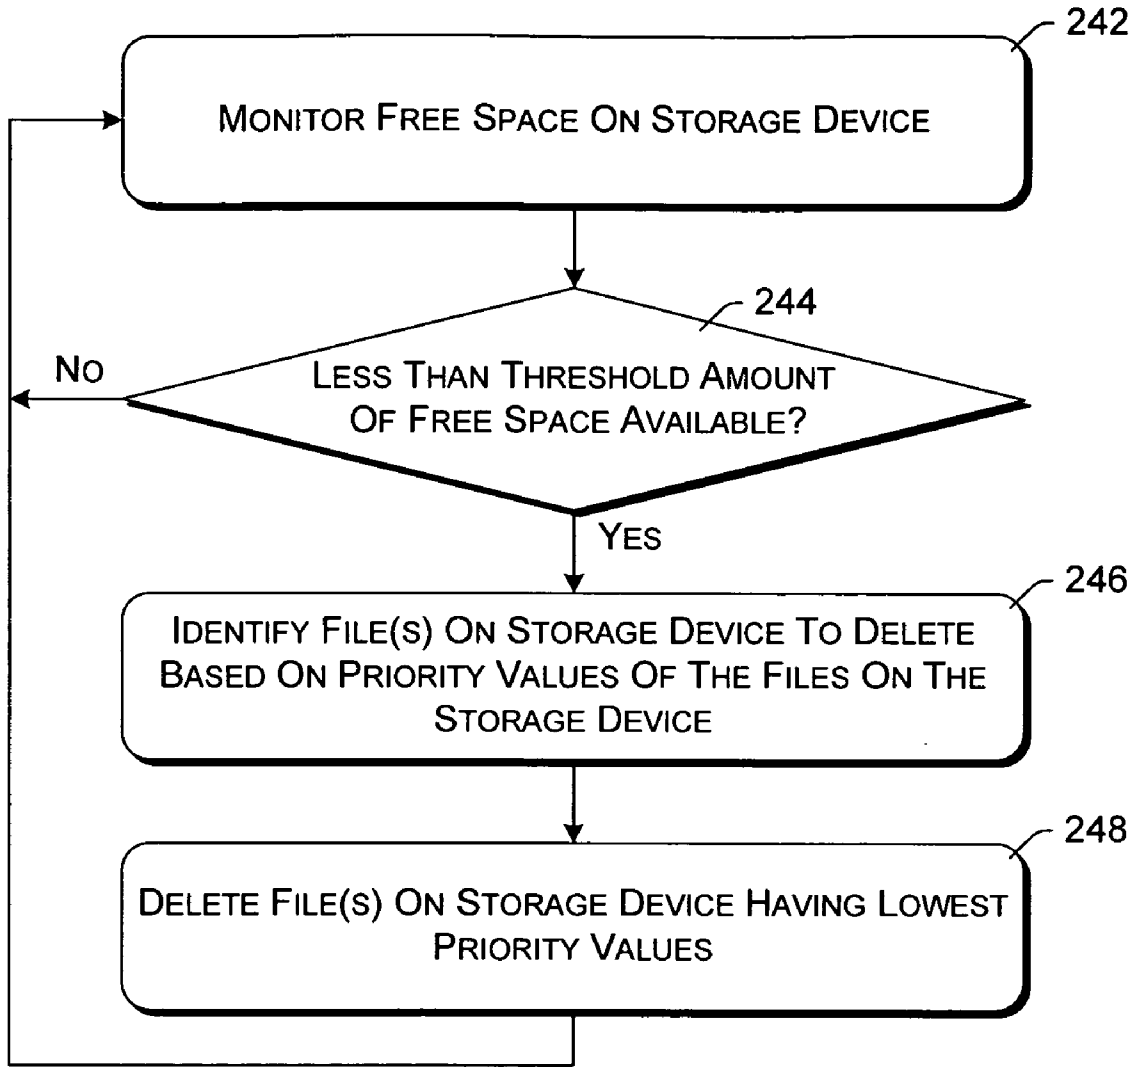 242
MONITOR FREE SPACE ON STORAGE DEVICE
244
NO
LESS THAN THRESHOLD AMOUNT
OF FREE SPACE AVAILABLE?
YES
246
IDENTIFY FILE(S) ON STORAGE DEVICE TO DELETE
BASED ON PRIORITY VALUES OF THE FILES ON THE
STORAGE DEVICE
248
DELETE FILE(S) ON STORAGE DEVICE HAVING LOWEST
PRIORITY VALUES